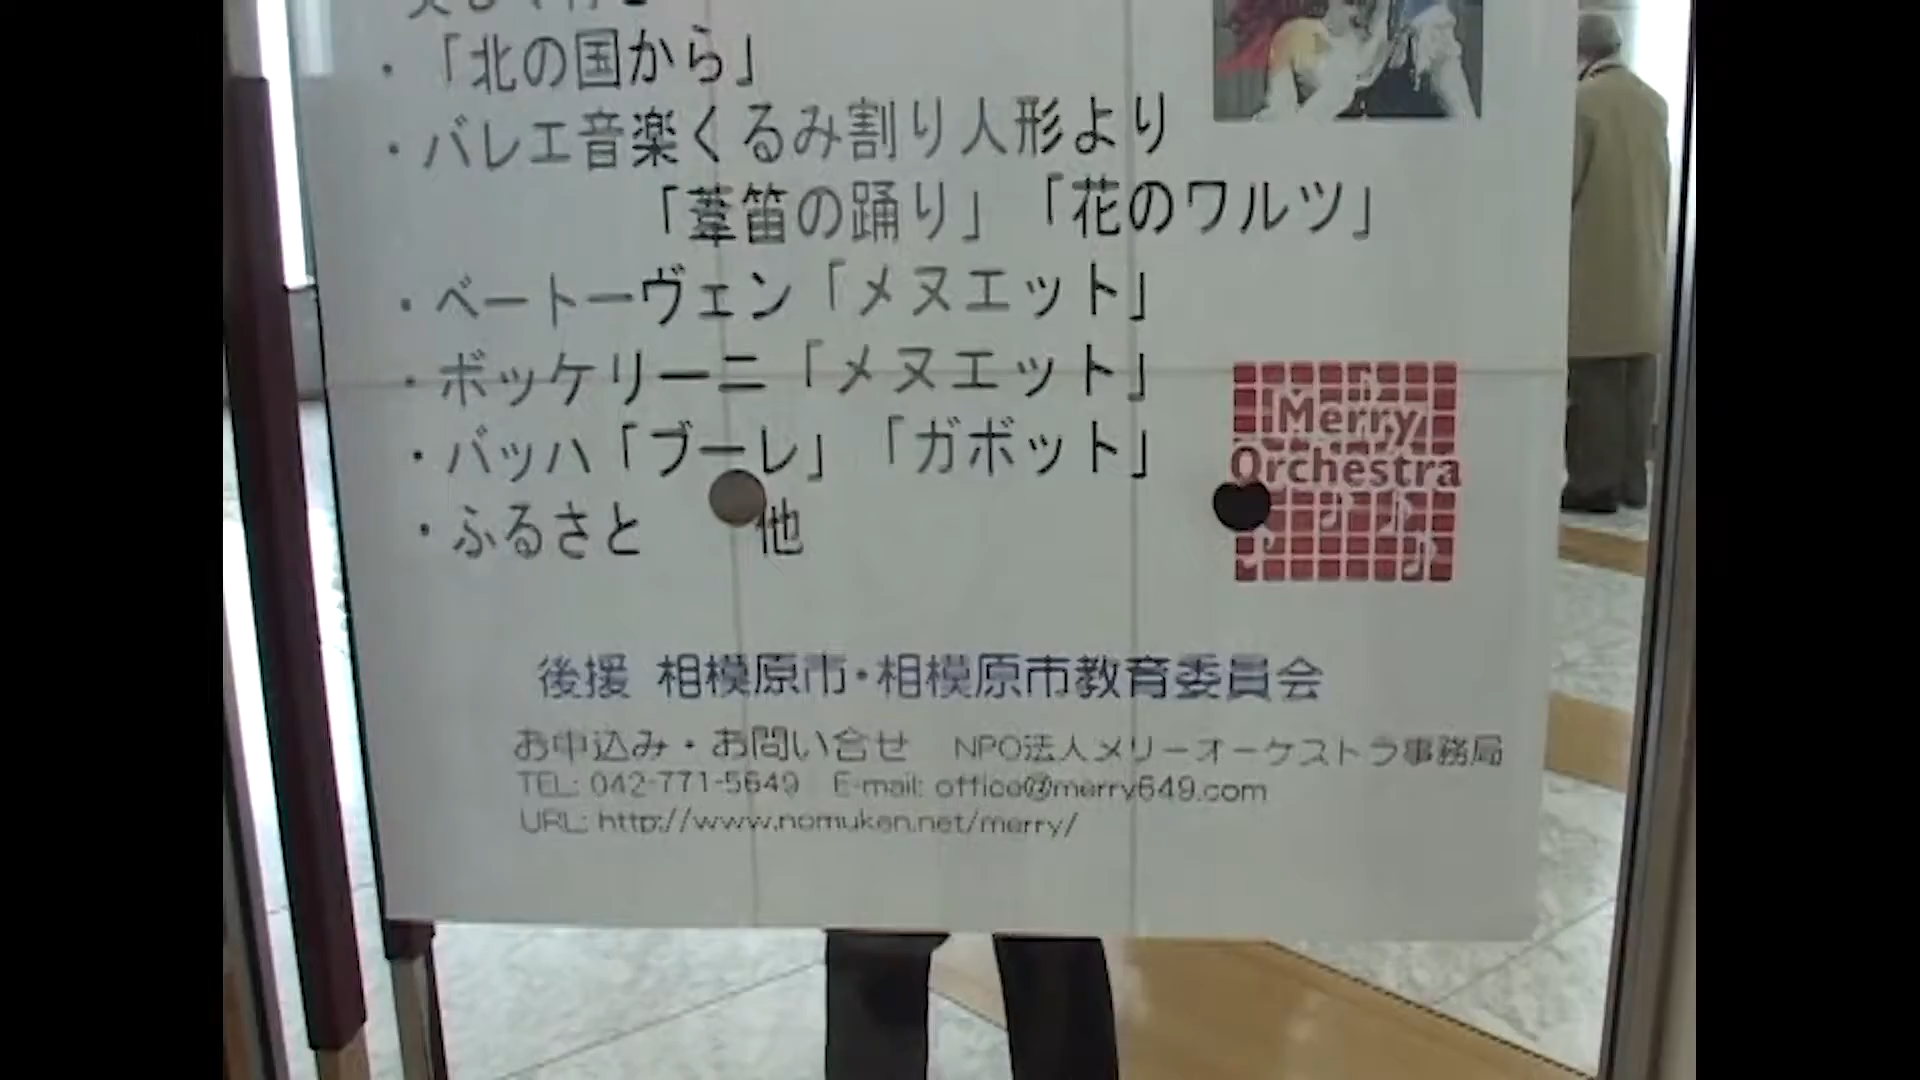 ・「北の国から」
・バレエ音楽くるみ割り人形より
「葦笛の踊り」「花のワルツ」
・ベートーヴェン「メヌエット」
・ボッケリーニ「メヌエット」
・バッハ「ブーレ」「ガボット」
・ふるさと 他
Merry
Orchestra
後援 相模原市・相模原市教育委員会
お申込み・お問い合せ NPO法人メリーオーケストラ事務局
TEL: 042-771-5649 E-mail: office@merry649.com
URL: http://www.nomuken.net/merry/